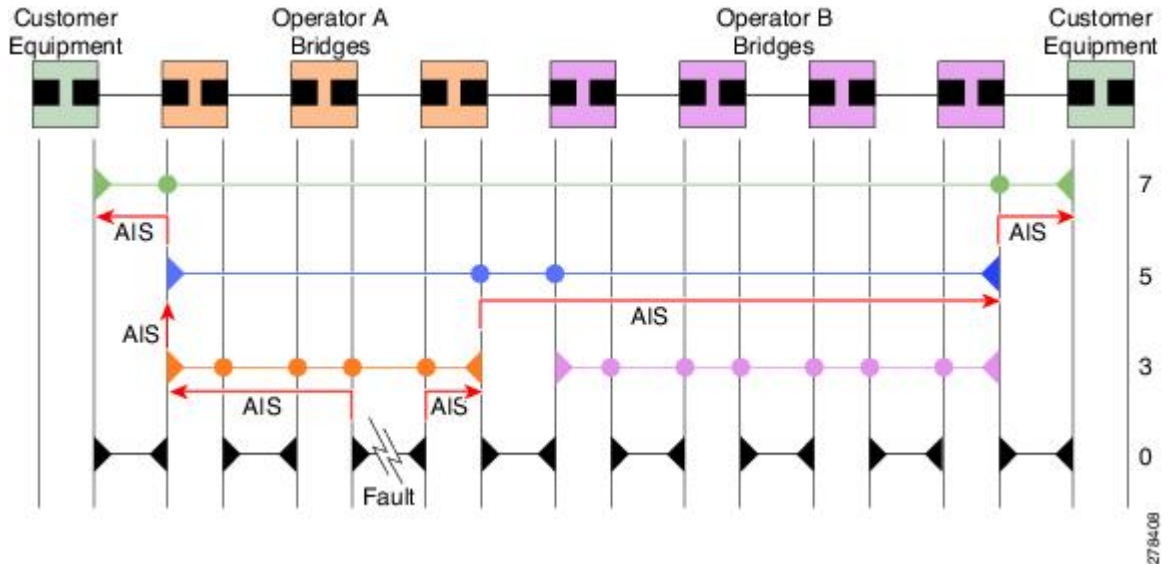 Customer
Equipment
Operator A
Bridges
Operator B
Bridges
Customer
Equipment
7
AIS
AIS
5
AIS
AIS
3
AIS
AIS
0
Fault
278408